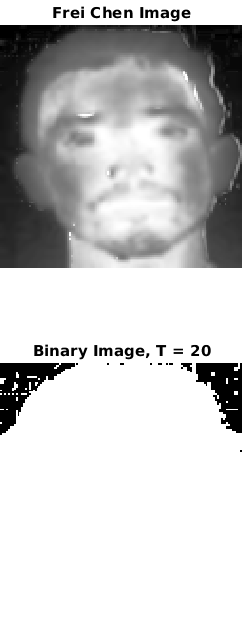 Frei Chen Image
Binary Image, T = 20